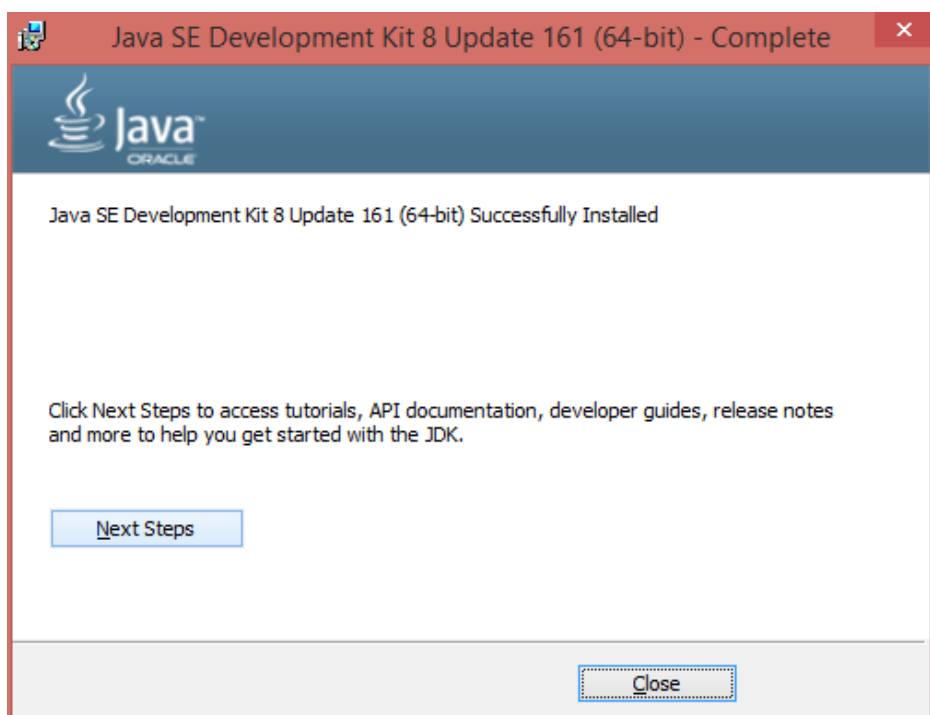 Java SE Development Kit 8 Update 161 (64-bit) - Complete
Java™
ORACLE
Java SE Development Kit 8 Update 161 (64-bit) Successfully Installed
Click Next Steps to access tutorials, API documentation, developer guides, release notes
and more to help you get started with the JDK.
Next Steps
Close